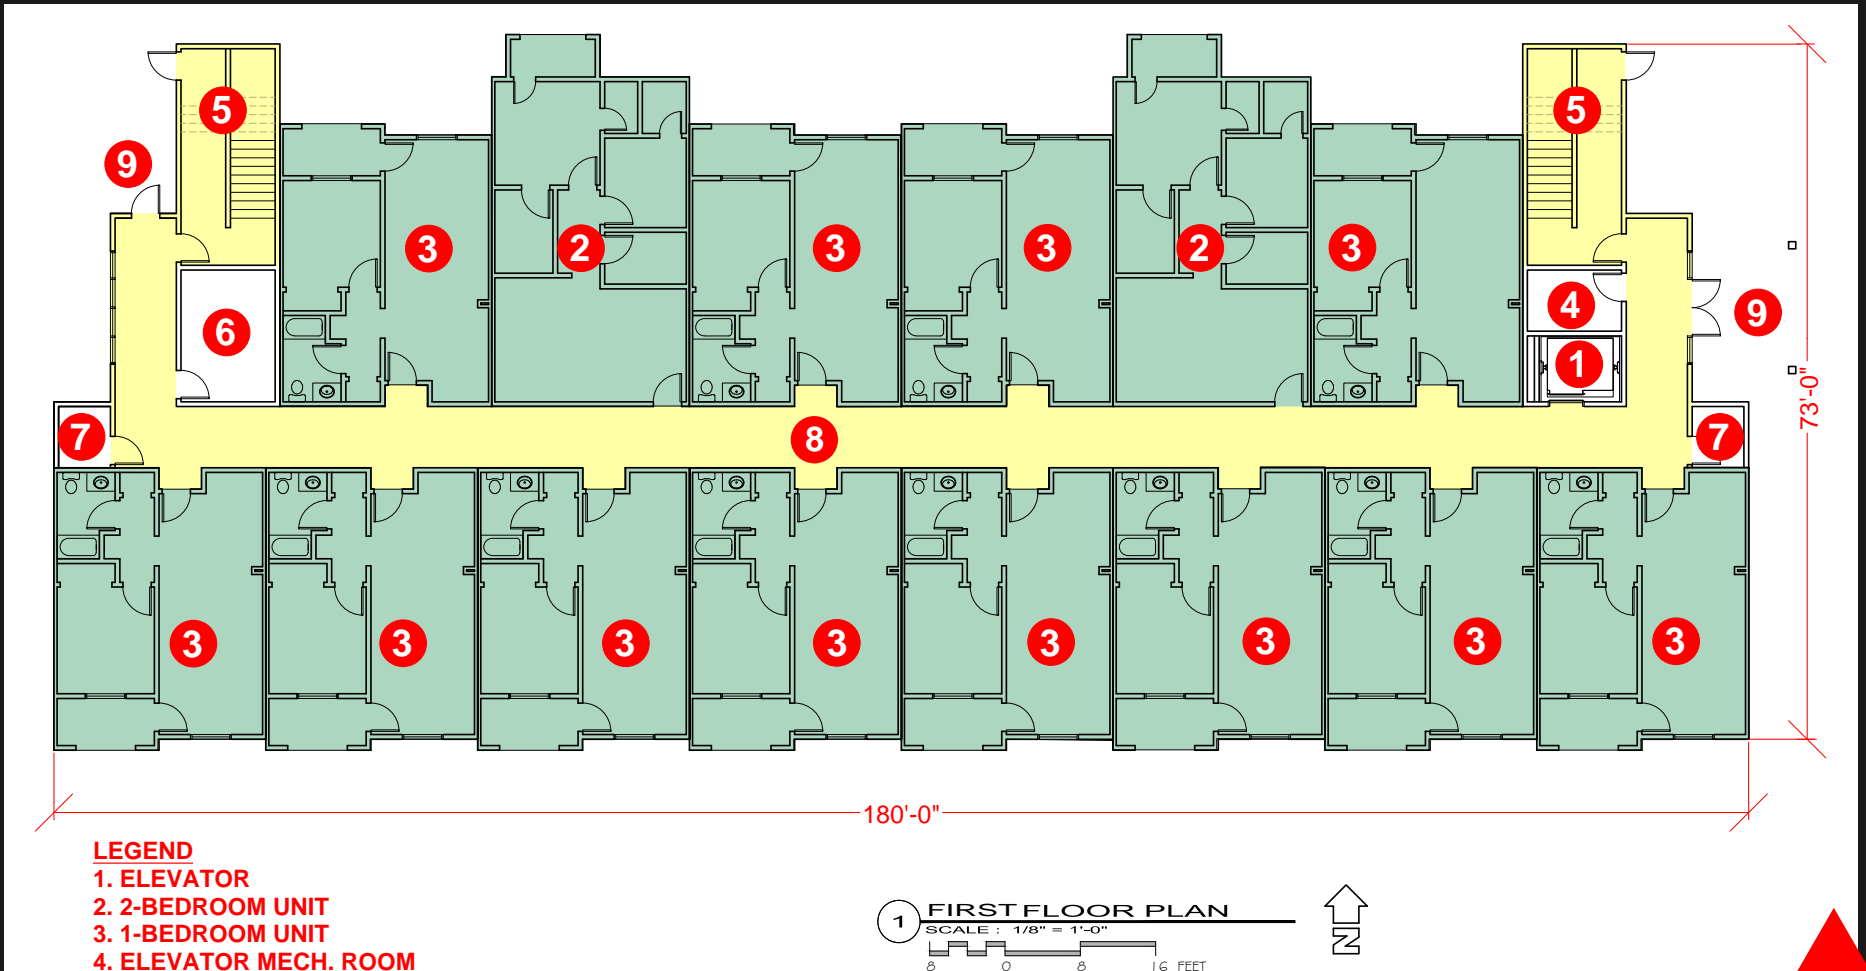 5
5
9
3
2
3
3
2
3
4
9
6
1
73'-0"
7
8
7
3
3
3
3
3
3
3
3
180'-0"
LEGEND
1. ELEVATOR
2. 2-BEDROOM UNIT
3. 1-BEDROOM UNIT
4. ELEVATOR MECH. ROOM
1 FIRST FLOOR PLAN
SCALE : 1/8" = 1'-0"
8 0 8 16 FEET
N